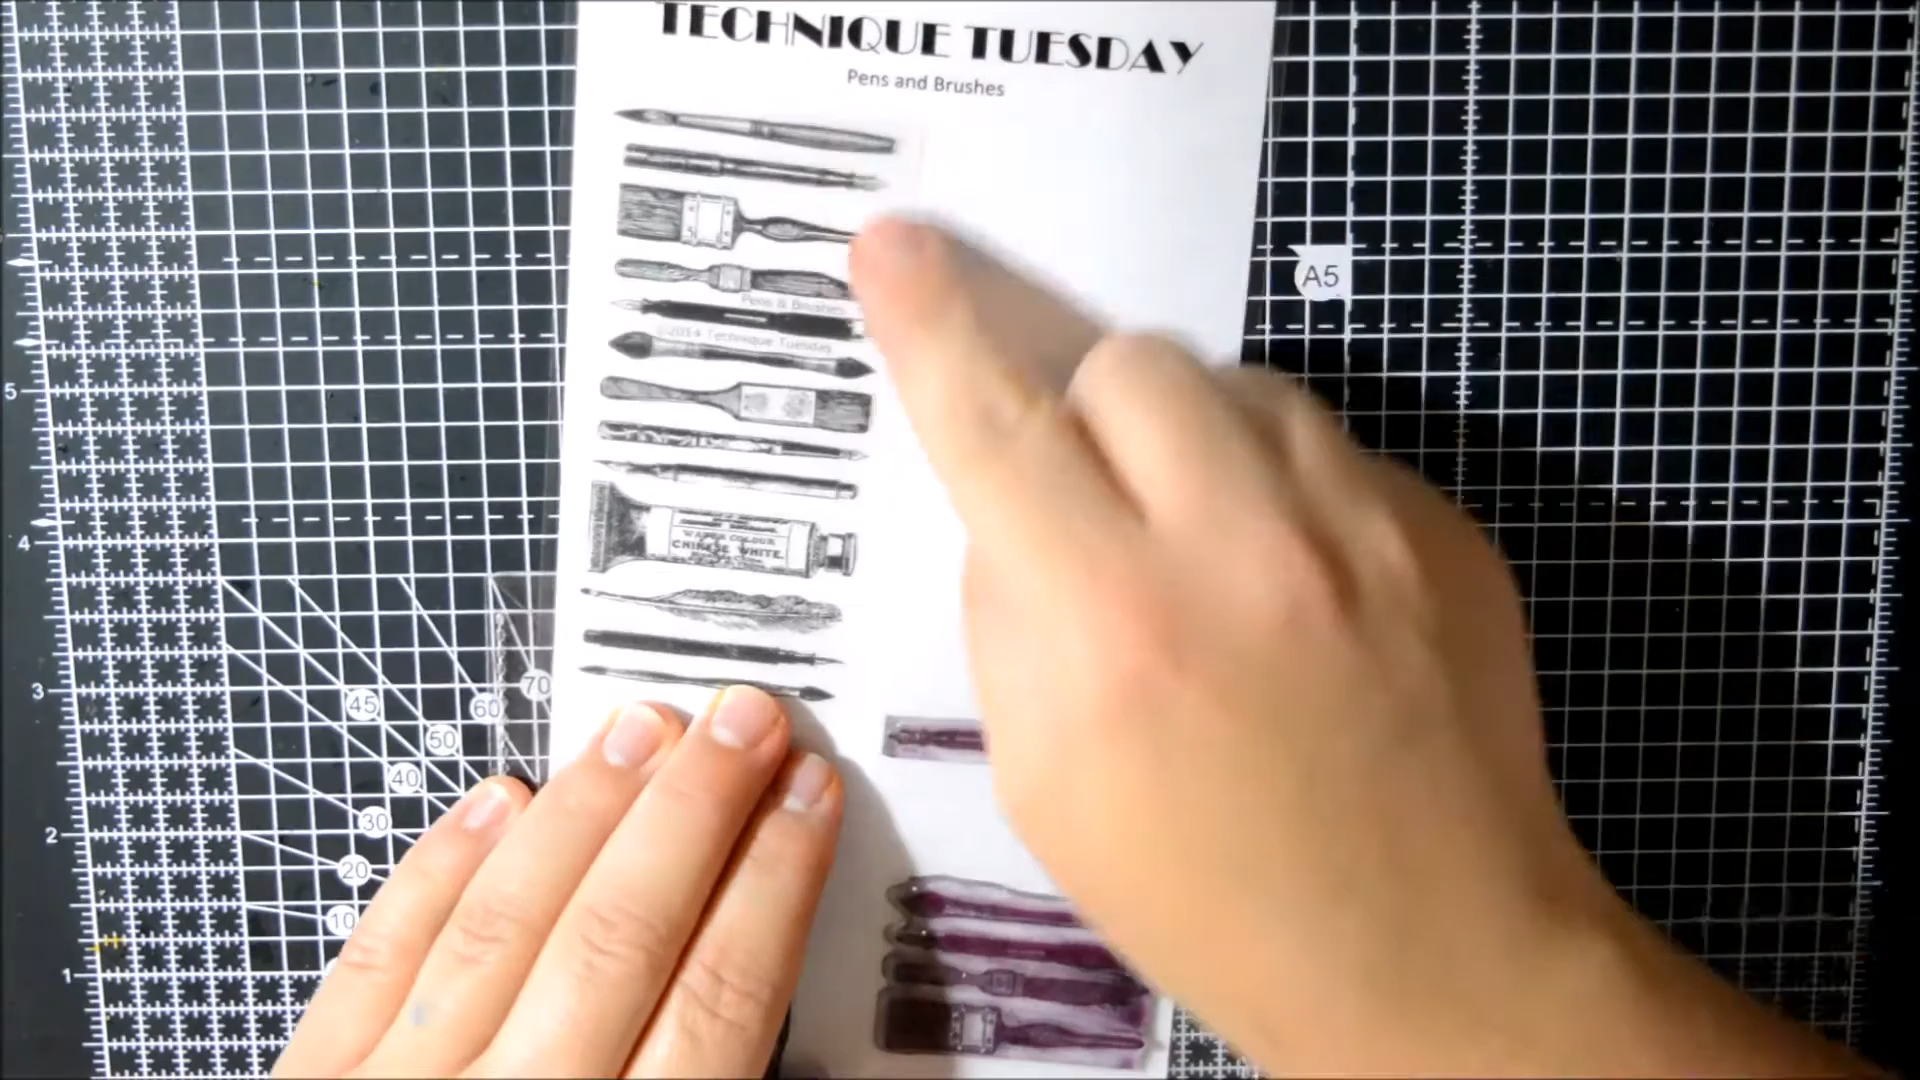 TECHNIQUE TUESDAY
Pens and Brushes
Pens & Brushes
©2014 Technique Tuesday
WATER COLOUR
CHINESE WHITE.
A5
5
4
3
2
1
70
60
50
45
40
30
20
10